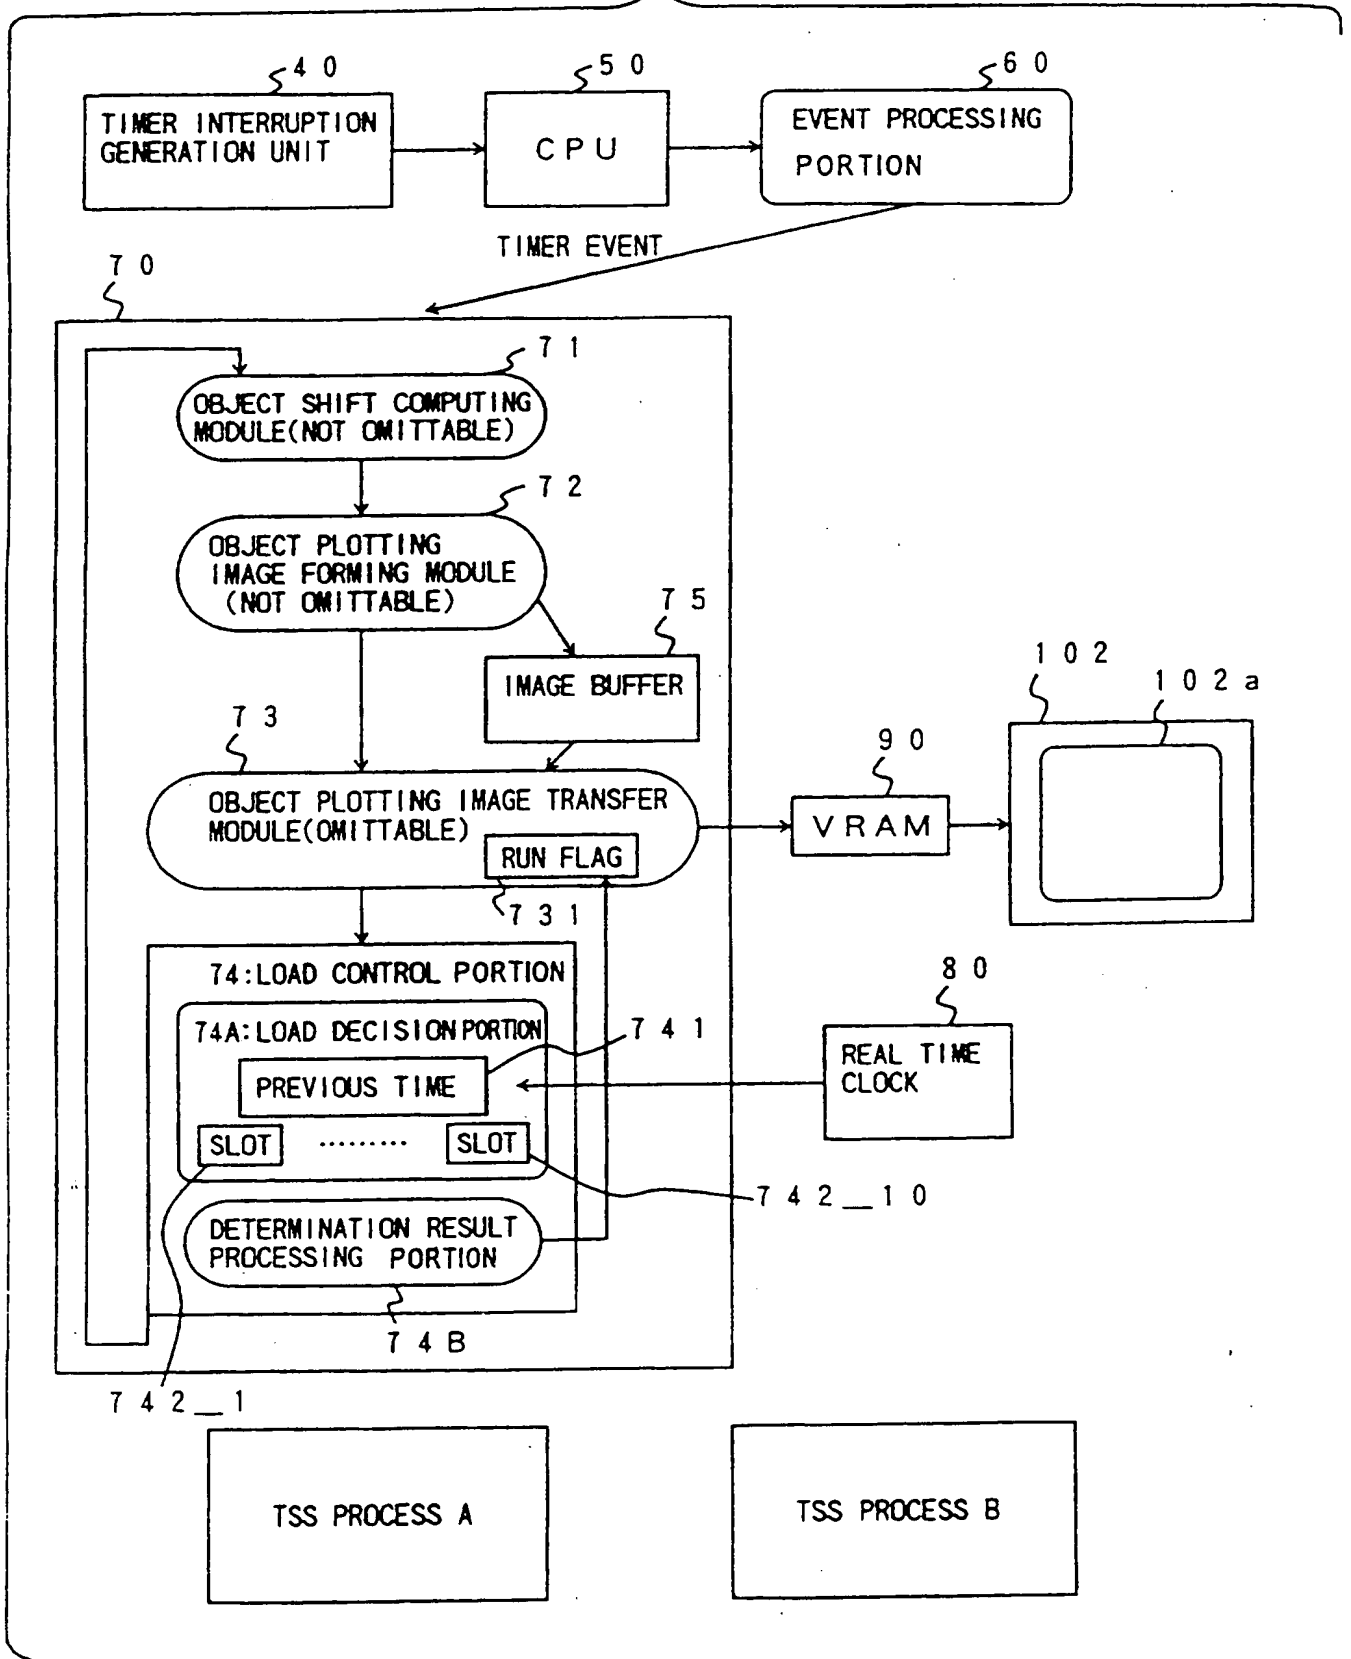 40
50
60
TIMER INTERRUPTION
GENERATION UNIT
CPU
EVENT PROCESSING
PORTION
TIMER EVENT
70
71
OBJECT SHIFT COMPUTING
MODULE(NOT OMITTABLE)
72
OBJECT PLOTTING
IMAGE FORMING MODULE
(NOT OMITTABLE)
75
IMAGE BUFFER
102
102a
73
90
OBJECT PLOTTING IMAGE TRANSFER
MODULE(OMITTABLE)
RUN FLAG
VRAM
731
74:LOAD CONTROL PORTION
80
74A:LOAD DECISION PORTION
741
REAL TIME
CLOCK
PREVIOUS TIME
SLOT ......... SLOT
742_10
DETERMINATION RESULT
PROCESSING PORTION
74B
742_1
TSS PROCESS A
TSS PROCESS B